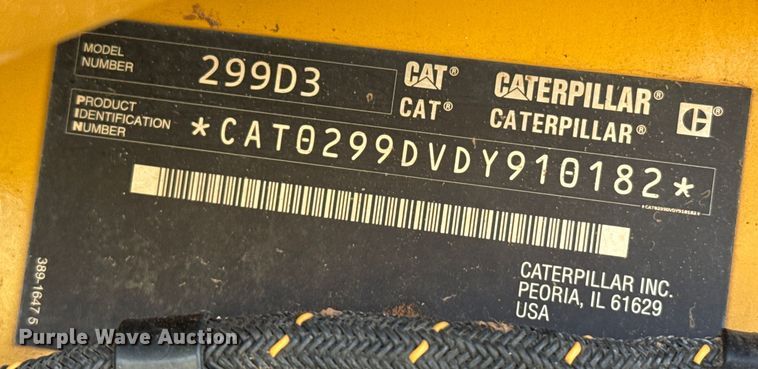 MODEL
NUMBER
299D3
CAT® CATERPILLAR®
CAT® CATERPILLAR®
C®
PRODUCT
IDENTIFICATION
NUMBER
*CAT0299DVDY910182*
CATERPILLAR INC.
PEORIA, IL 61629
USA
389-1647 5
Purple Wave Auction